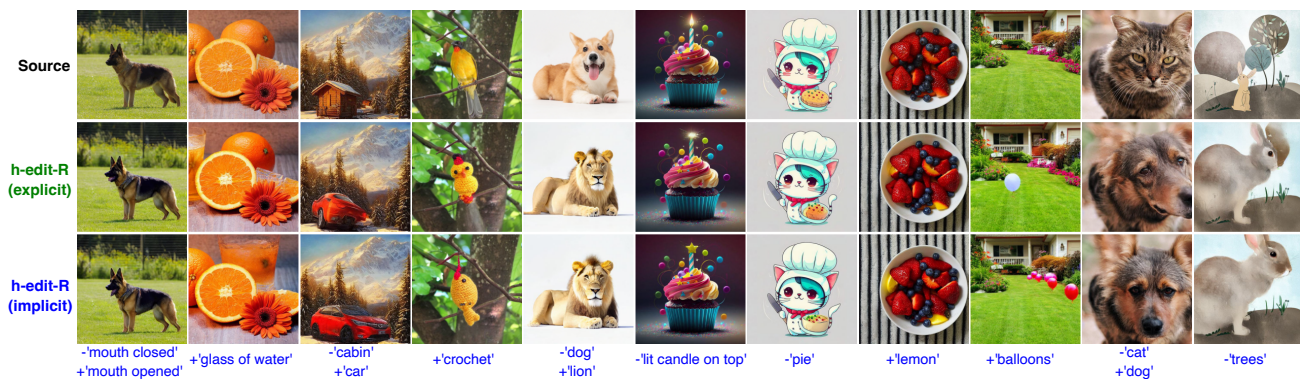 Source
h-edit-R
(explicit)
h-edit-R
(implicit)
-'mouth closed'
+'mouth opened'
+'glass of water'
-'cabin'
+'car'
+'crochet'
-'dog'
+'lion'
-'lit candle on top'
-'pie'
+'lemon'
+'balloons'
-'cat'
+'dog'
-'trees'